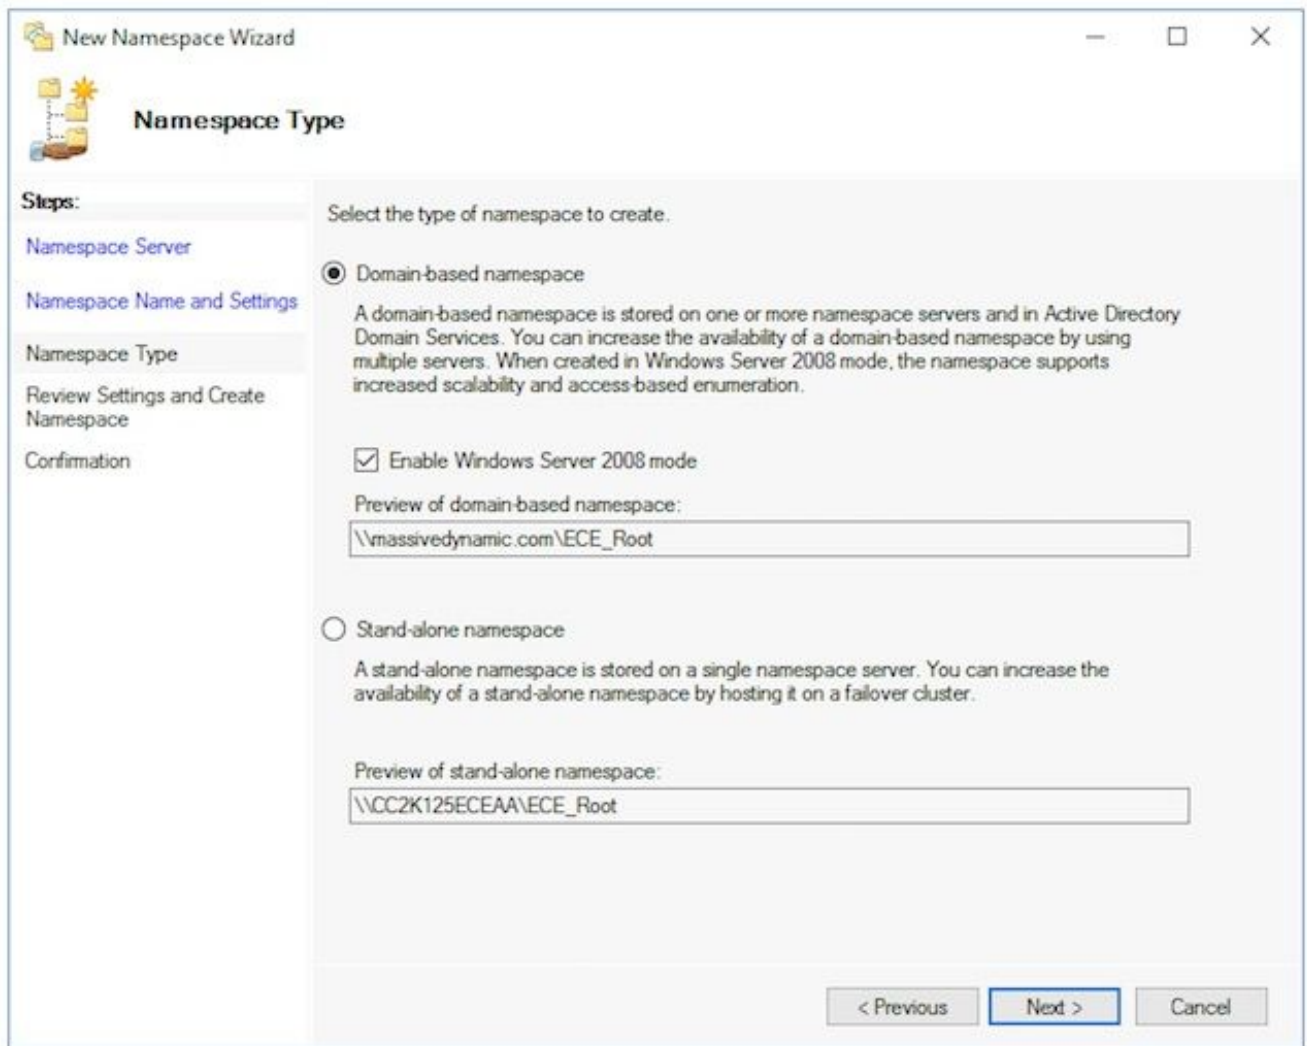 New Namespace Wizard
Namespace Type
Steps:
Namespace Server
Namespace Name and Settings
Namespace Type
Review Settings and Create
Namespace
Confirmation
Select the type of namespace to create.
Domain-based namespace
A domain-based namespace is stored on one or more namespace servers and in Active Directory
Domain Services. You can increase the availability of a domain-based namespace by using
multiple servers. When created in Windows Server 2008 mode, the namespace supports
increased scalability and access-based enumeration.
Enable Windows Server 2008 mode
Preview of domain-based namespace:
\\massivedynamic.com\ECE_Root
Stand-alone namespace
A stand-alone namespace is stored on a single namespace server. You can increase the
availability of a stand-alone namespace by hosting it on a failover cluster.
Preview of stand-alone namespace:
\\CC2K125ECEAA\ECE_Root
< Previous
Next >
Cancel